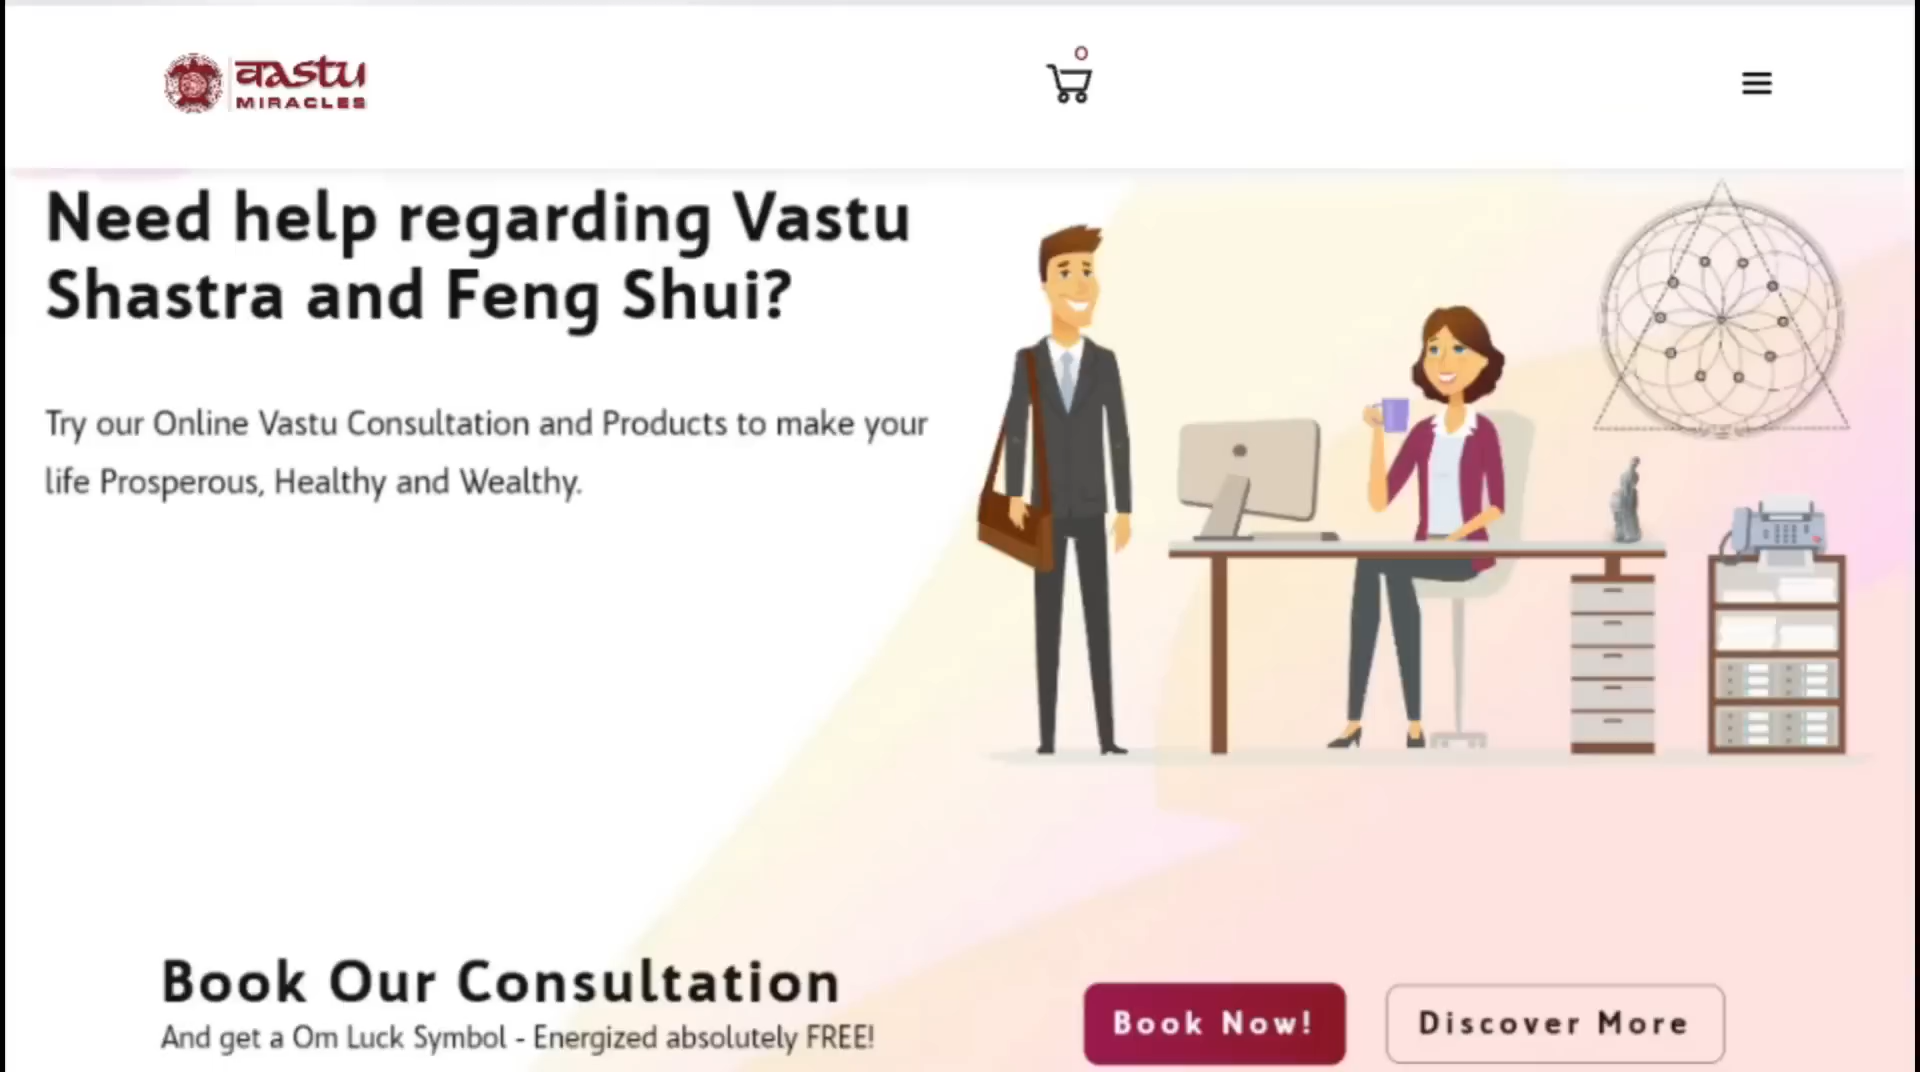 वास्तu
MIRACLES
0
Need help regarding Vastu
Shastra and Feng Shui?
Try our Online Vastu Consultation and Products to make your
life Prosperous, Healthy and Wealthy.
Book Our Consultation
And get a Om Luck Symbol - Energized absolutely FREE!
Book Now!
Discover More